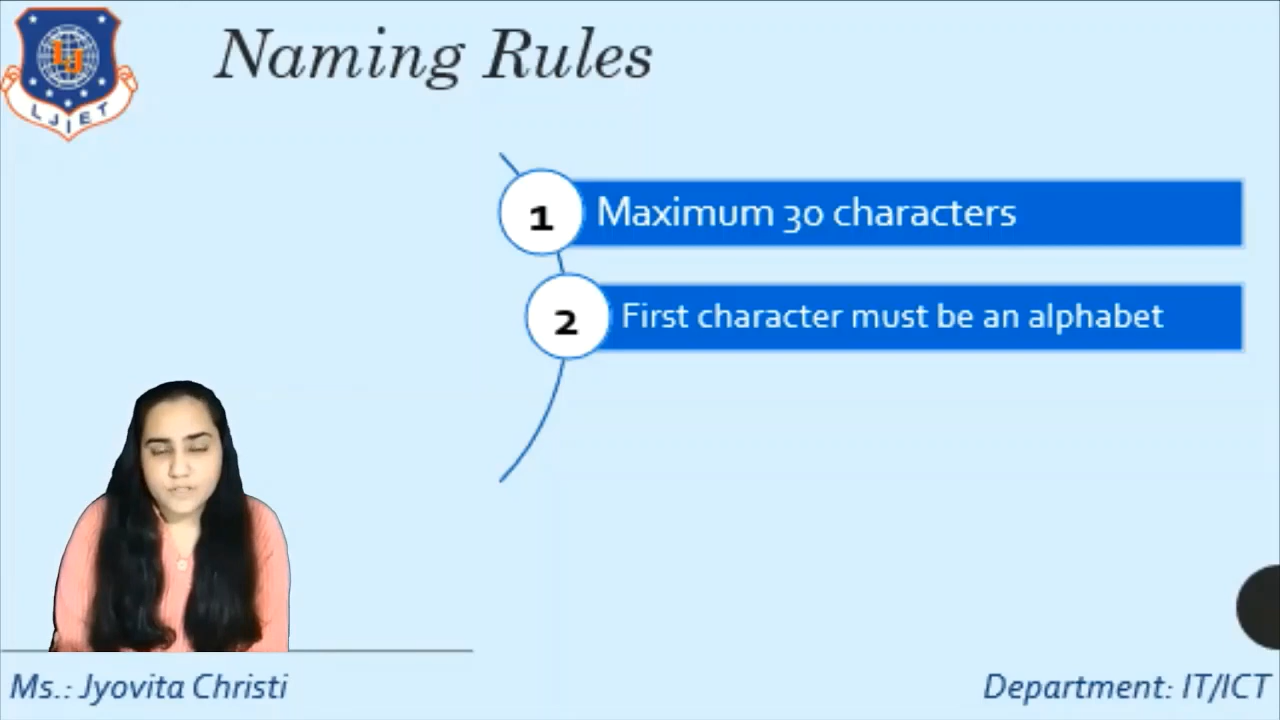 LJ
LJIET
Naming Rules
1 Maximum 30 characters
2 First character must be an alphabet
Ms.: Jyovita Christi
Department: IT/ICT